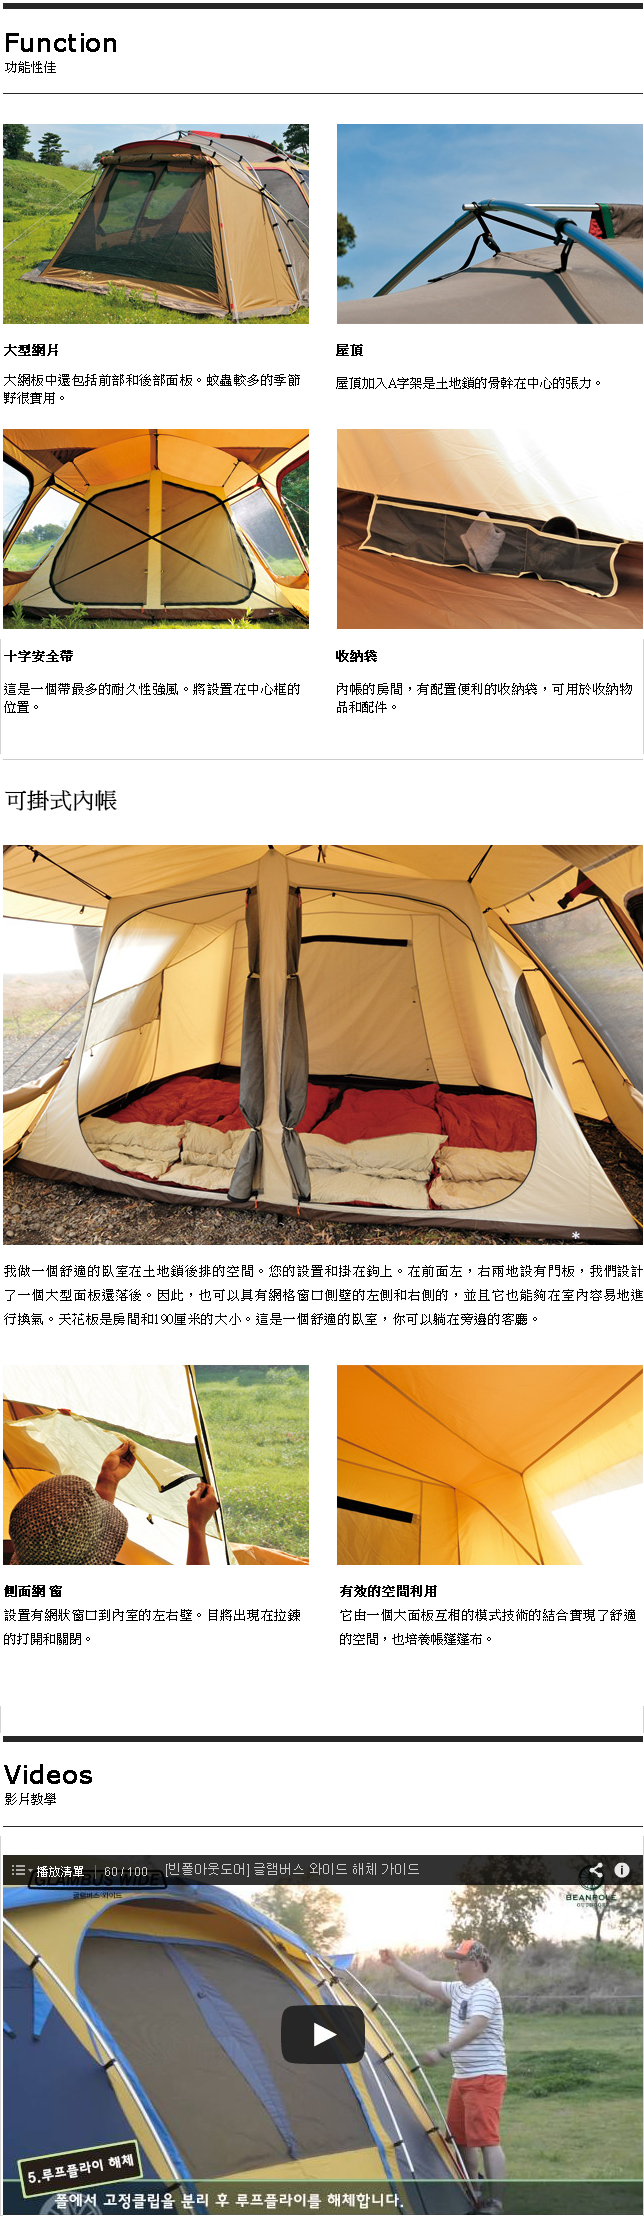 Function
功能性佳
大型網片
屋頂
大網板中還包括前部和後部面板。蚊蟲較多的季節
野很實用。
屋頂加入A字架是土地鎖的骨幹在中心的張力。
十字安全帶
收納袋
這是一個帶最多的耐久性強風。將設置在中心框的
位置。
內帳的房間，有配置便利的收納袋，可用於收納物
品和配件。
可掛式內帳
*
我做一個舒適的臥室在土地鎖後排的空間。您的設置和掛在鉤上。在前面左，右兩地設有門板，我們設計
了一個大型面板還落後。因此，也可以具有網格窗口側壁的左側和右側的，並且它也能夠在室內容易地進
行換氣。天花板是房間和190厘米的大小。這是一個舒適的臥室，你可以躺在旁邊的客廳。
側面網 窗
設置有網狀窗口到內室的左右壁。目將出現在拉鍊
的打開和關閉。
有效的空間利用
它由一個大面板互相的模式技術的結合實現了舒適
的空間，也培養帳篷篷布。
Videos
影片教學
播放清單 | 60 / 100 [빈폴아웃도어] 글램버스 와이드 해체 가이드
GLAMBUS WIDE
글램버스 와이드
BEANPOLE
OUTDOOR
5.루프플라이 해체
폴에서 고정클립을 분리 후 루프플라이를 해체합니다.